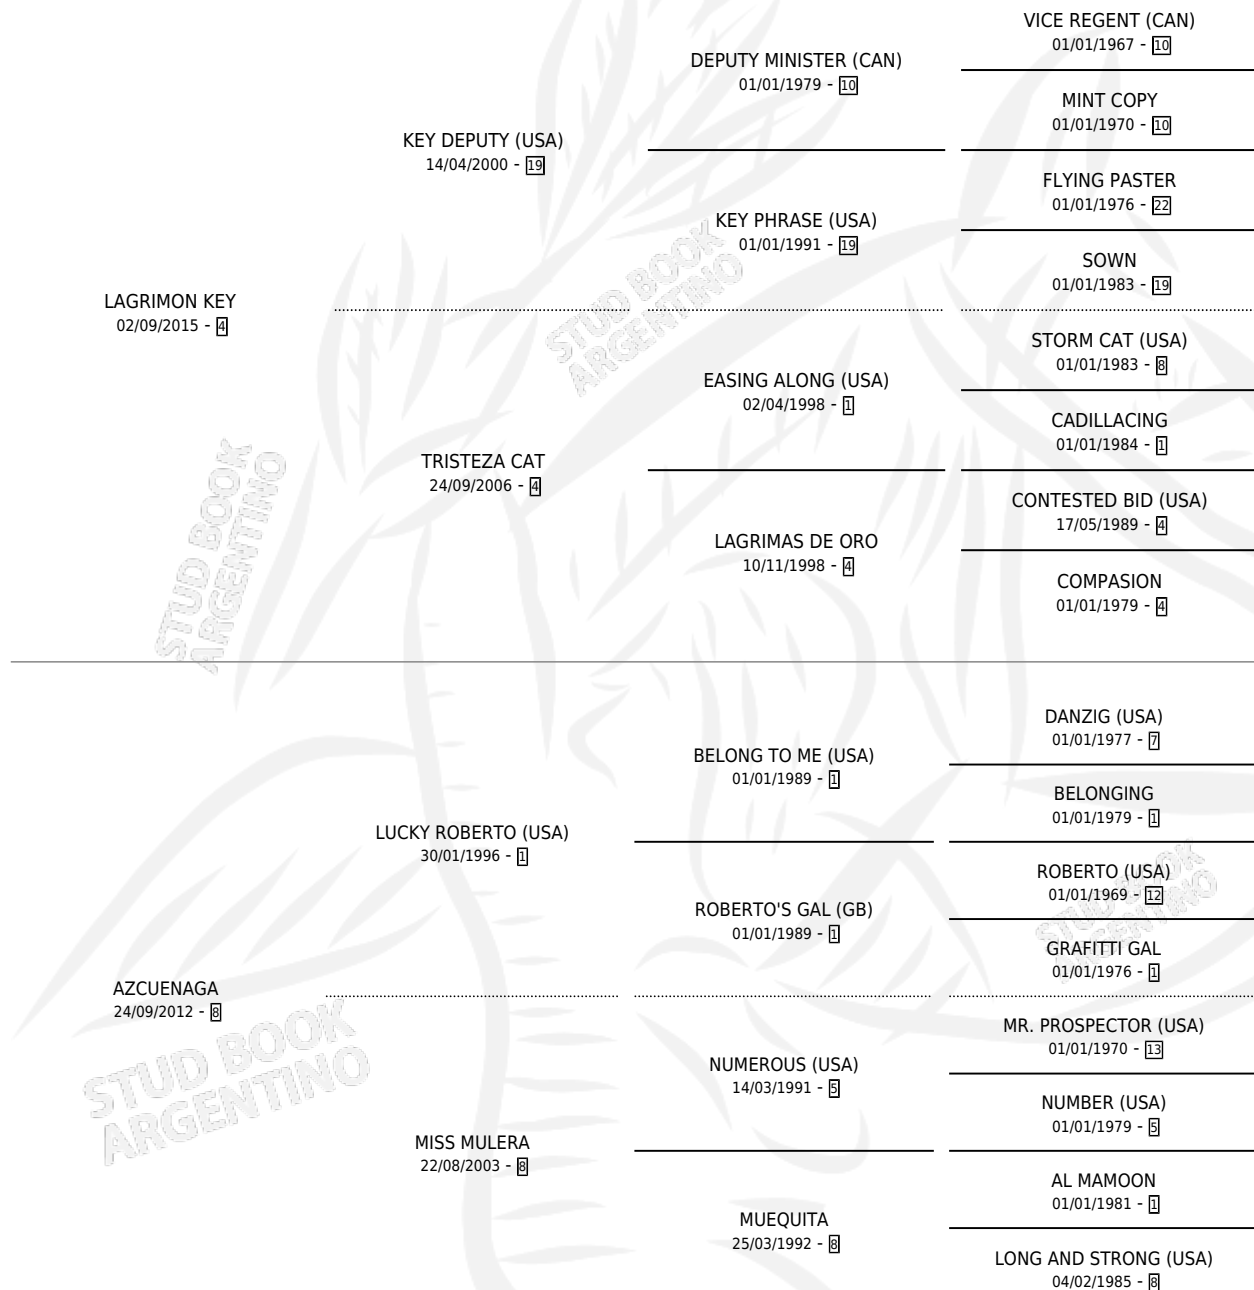 VICE REGENT (CAN)
01/01/1967 - 10
DEPUTY MINISTER (CAN)
01/01/1979 - 10
MINT COPY
01/01/1970 - 10
KEY DEPUTY (USA)
14/04/2000 - 19
FLYING PASTER
01/01/1976 - 22
KEY PHRASE (USA)
01/01/1991 - 19
SOWN
01/01/1983 - 19
LAGRIMON KEY
02/09/2015 - 4
STORM CAT (USA)
01/01/1983 - 8
EASING ALONG (USA)
02/04/1998 - 1
CADILLACING
01/01/1984 - 1
TRISTEZA CAT
24/09/2006 - 4
CONTESTED BID (USA)
17/05/1989 - 4
LAGRIMAS DE ORO
10/11/1998 - 4
COMPASION
01/01/1979 - 4
DANZIG (USA)
01/01/1977 - 7
BELONG TO ME (USA)
01/01/1989 - 1
BELONGING
01/01/1979 - 1
LUCKY ROBERTO (USA)
30/01/1996 - 1
ROBERTO (USA)
01/01/1969 - 12
ROBERTO'S GAL (GB)
01/01/1989 - 1
GRAFITTI GAL
01/01/1976 - 1
AZCUENAGA
24/09/2012 - 8
MR. PROSPECTOR (USA)
01/01/1970 - 13
NUMEROUS (USA)
14/03/1991 - 5
NUMBER (USA)
01/01/1979 - 5
MISS MULERA
22/08/2003 - 8
AL MAMOON
01/01/1981 - 1
MUEQUITA
25/03/1992 - 8
LONG AND STRONG (USA)
04/02/1985 - 8
STUD BOOK
ARGENTINO
STUD BOOK
ARGENTINO
STUD BOOK
ARGENTINO
STUD BOOK
ARGENTINO